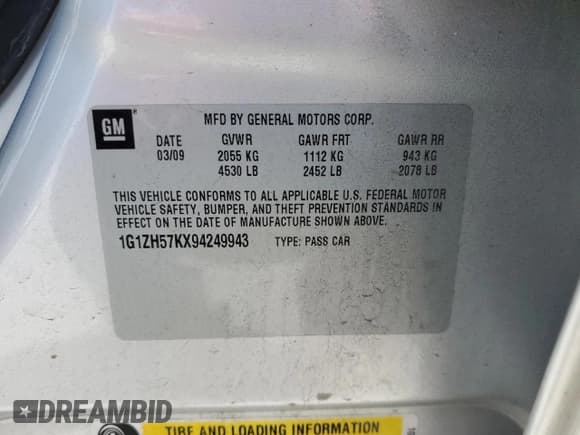 GM
MFD BY GENERAL MOTORS CORP.
DATE GVWR GAWR FRT GAWR RR
03/09 2055 KG 1112 KG 943 KG
4530 LB 2452 LB 2078 LB
THIS VEHICLE CONFORMS TO ALL APPLICABLE U.S. FEDERAL MOTOR
VEHICLE SAFETY, BUMPER, AND THEFT PREVENTION STANDARDS IN
EFFECT ON THE DATE OF MANUFACTURE SHOWN ABOVE.
1G1ZH57KX94249943 TYPE: PASS CAR
DREAMBID
TIRE AND LOADING INFORMATION